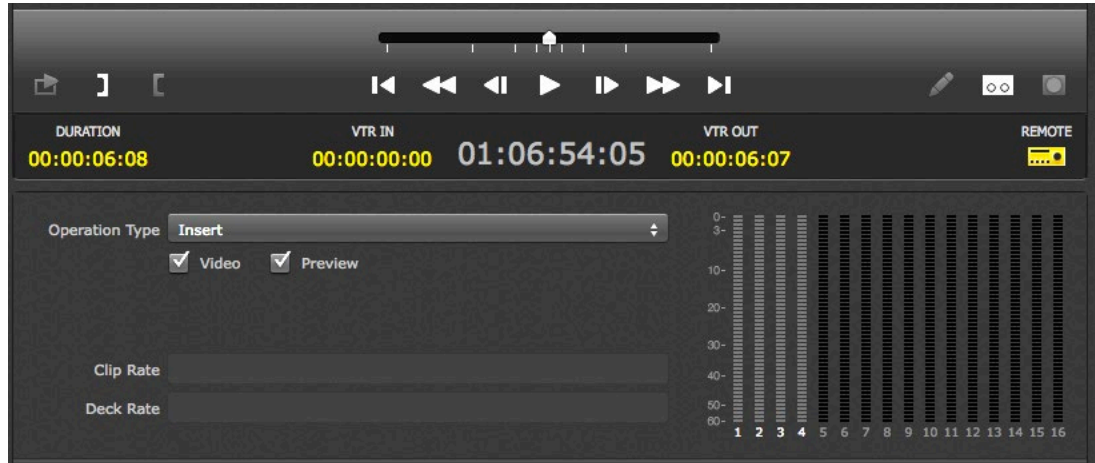 DURATION VTR IN VTR OUT REMOTE
00:00:06:08 00:00:00:00 01:06:54:05 00:00:06:07
Operation Type Insert
Video Preview
Clip Rate
Deck Rate
0-
3-
10-
20-
30-
40-
50-
60-
1 2 3 4 5 6 7 8 9 10 11 12 13 14 15 16